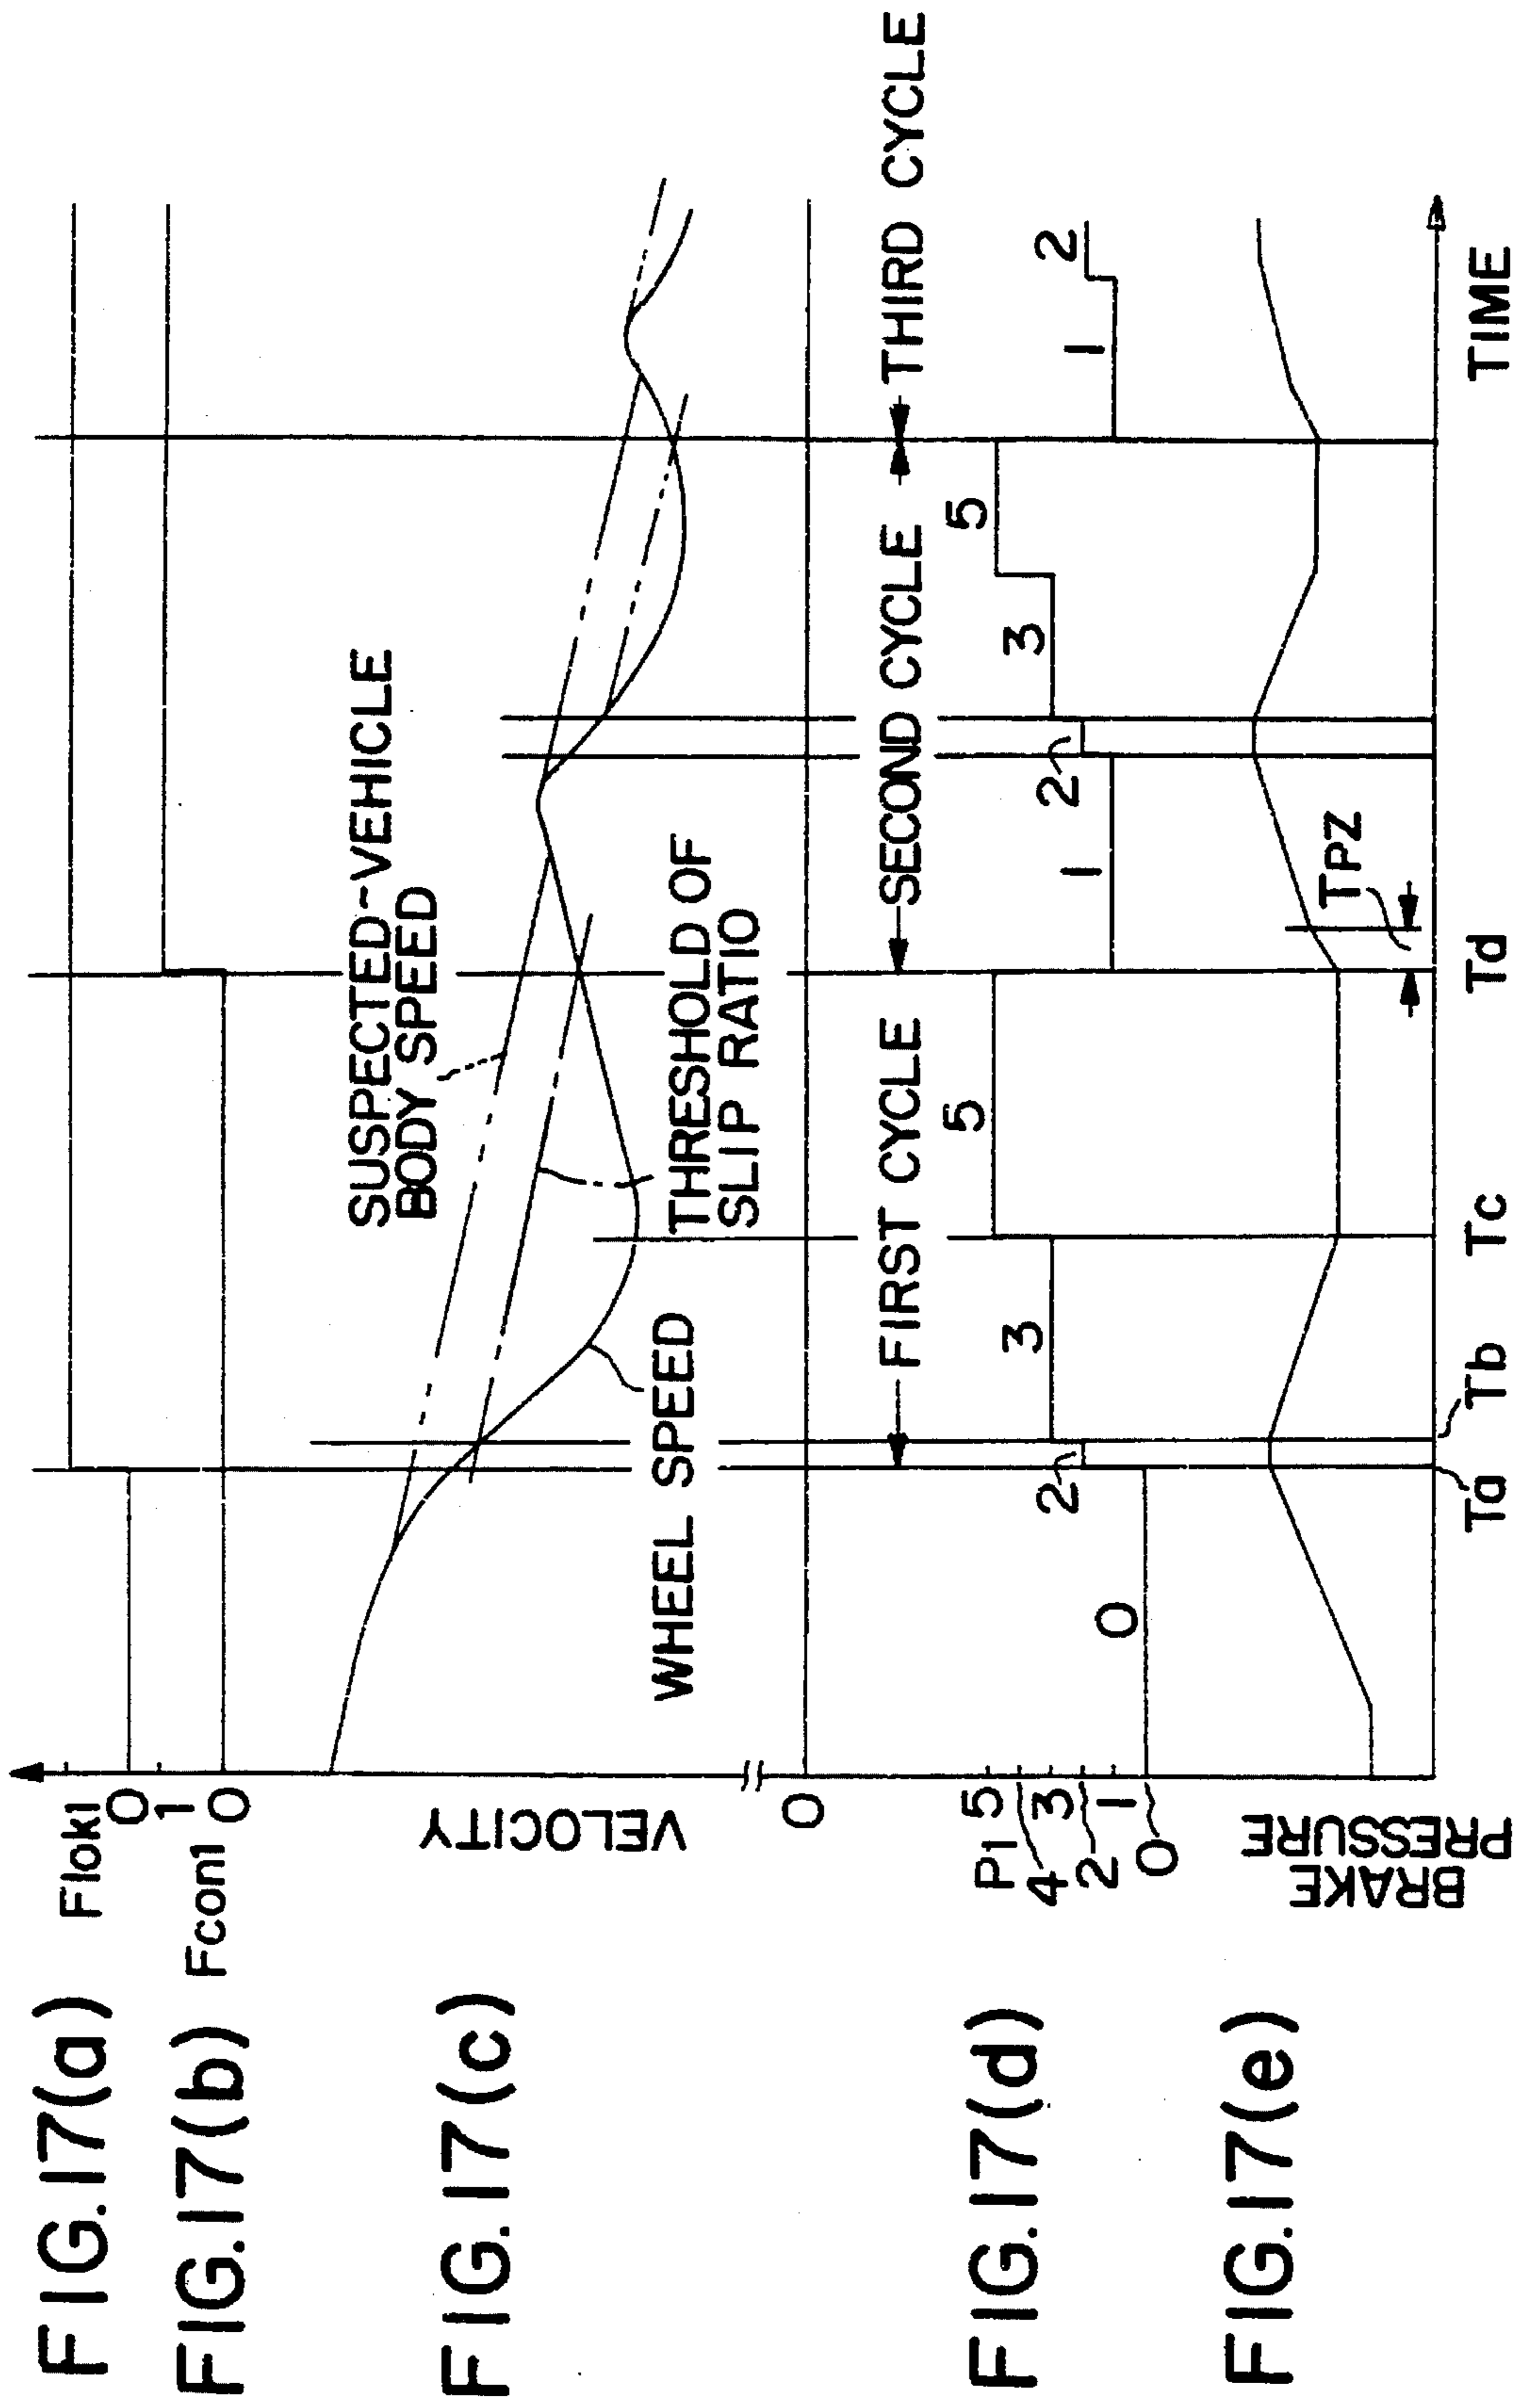 FIG.17(a)
Flok1
0
FIG.17(b)
Fcon1
1
0
FIG.17(c)
VELOCITY
0
SUSPECTED-VEHICLE
BODY SPEED
THRESHOLD OF
SLIP RATIO
WHEEL SPEED
FIRST CYCLE
SECOND CYCLE
THIRD CYCLE
FIG.17(d)
P1
5
4
3
2
1
0
0
2
3
5
1
2
3
5
1
2
FIG.17(e)
BRAKE
PRESSURE
TPZ
Ta
Tb
Tc
Td
TIME